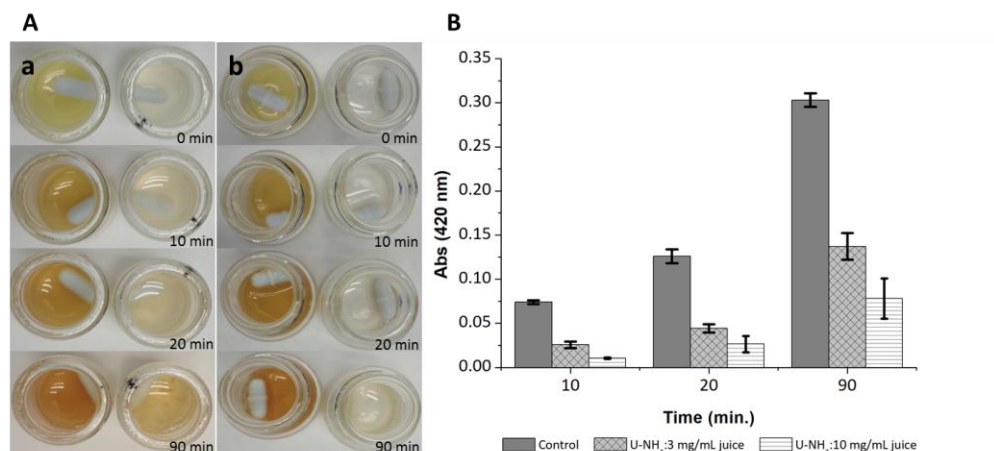 A
a
b
0 min
0 min
10 min
10 min
20 min
20 min
90 min
90 min
B
0.35
0.30
0.25
0.20
0.15
0.10
0.05
0.00
Abs (420 nm)
10
20
90
Time (min.)
Control
U-NH₂:3 mg/mL juice
U-NH₂:10 mg/mL juice